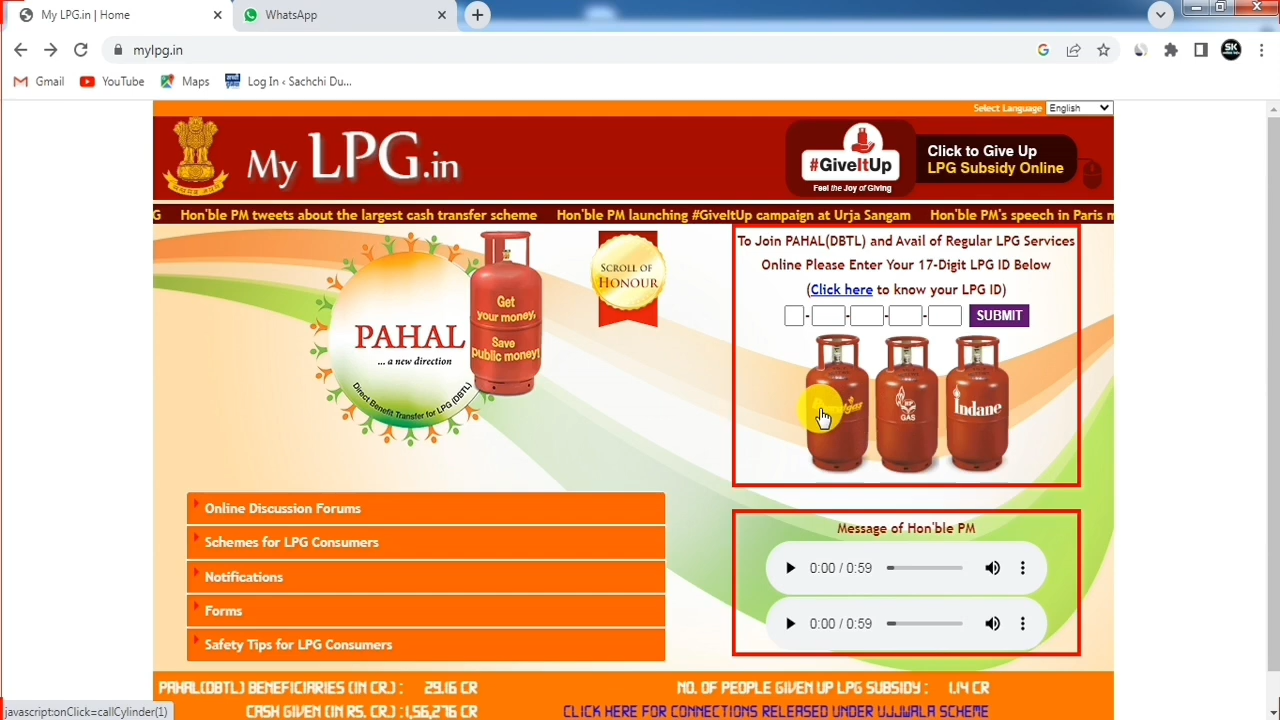 My LPG.in | Home
WhatsApp
mylpg.in
Gmail
YouTube
Maps
Log In ‹ Sachchi Du...
SK
Select Language English
My LPG.in
#GiveItUp
Feel the Joy of Giving
Click to Give Up
LPG Subsidy Online
G Hon'ble PM tweets about the largest cash transfer scheme Hon'ble PM launching #GiveItUp campaign at Urja Sangam Hon'ble PM's speech in Paris
PAHAL
... a new direction
Direct Benefit Transfer for LPG (DBTL)
Get
your money,
Save
public money!
SCROLL OF
HONOUR
To Join PAHAL(DBTL) and Avail of Regular LPG Services
Online Please Enter Your 17-Digit LPG ID Below
(Click here to know your LPG ID)
- - - - SUBMIT
HP
GAS
Indane
Online Discussion Forums
Schemes for LPG Consumers
Notifications
Forms
Safety Tips for LPG Consumers
Message of Hon'ble PM
0:00 / 0:59
0:00 / 0:59
PAHAL(DBTL) BENEFICIARIES (IN CR.) : 29.16 CR
NO. OF PEOPLE GIVEN UP LPG SUBSIDY : 1.14 CR
CASH GIVEN (IN RS. CR.) :1,56,276 CR
CLICK HERE FOR CONNECTIONS RELEASED UNDER UJJWALA SCHEME
javascript:onClick=callCylinder(1)